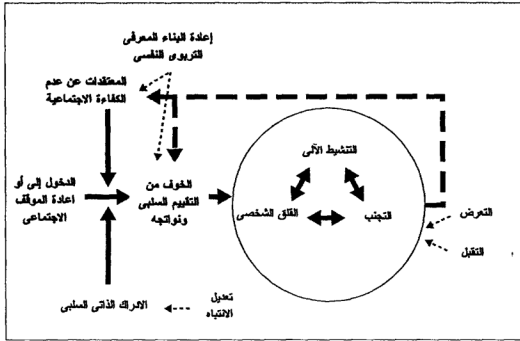 إعادة البناء المعرفى
التربوى النفسى
المعتقدات عن عدم
الكفاءة الاجتماعية
التنشيط الآلى
الدخول إلى أو
اعادة الموقف
الاجتماعى
الخوف من
التقييم السلبى
ونواتجه
القلق الشخصى
التجنب
التعرض
التقبل
الادراك الذاتى السلبى
تعديل
الانتباه